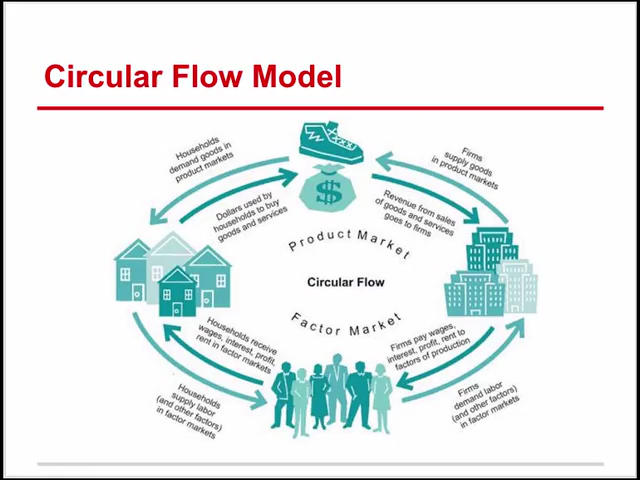 Circular Flow Model
Households
demand goods in
product markets
Firms
supply goods
in product markets
Dollars used by
households to buy
goods and services
$
Revenue from sales
of goods and services
goes to firms
Product Market
Circular Flow
Factor Market
Households receive
wages, interest, profit,
rent in factor markets
Firms pay wages,
interest, profit, rent to
factors of production
Households
supply labor
(and other factors)
in factor markets
Firms
demand labor
(and other factors)
in factor markets